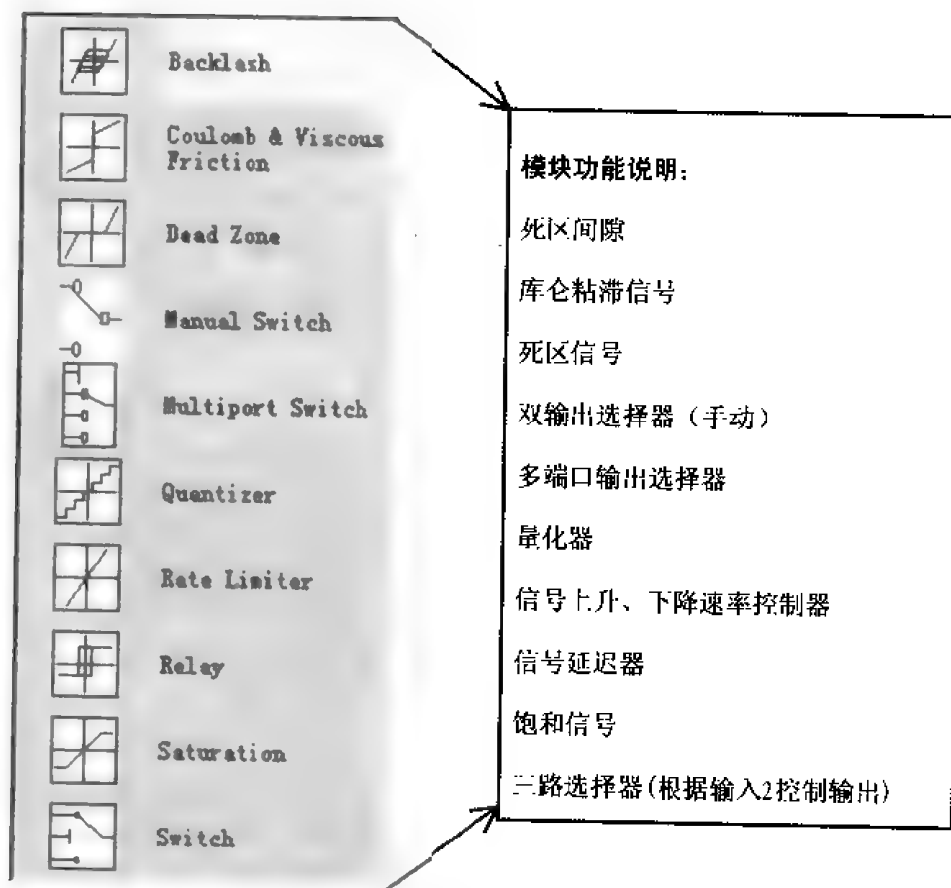 Backlash
Coulomb & Viscous
Friction
Dead Zone
Manual Switch
Multiport Switch
Quantizer
Rate Limiter
Relay
Saturation
Switch
模块功能说明:
死区间隙
库仑粘滞信号
死区信号
双输出选择器（手动）
多端口输出选择器
量化器
信号上升、下降速率控制器
信号延迟器
饱和信号
三路选择器(根据输入2控制输出)